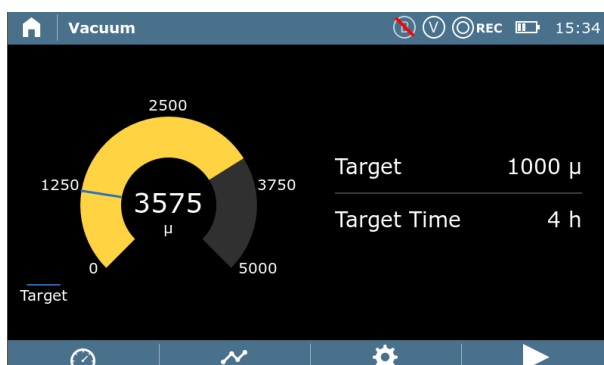 Vacuum
V REC 15:34
2500
1250
3750
3575
μ
0
5000
Target
Target 1000 μ
Target Time 4 h